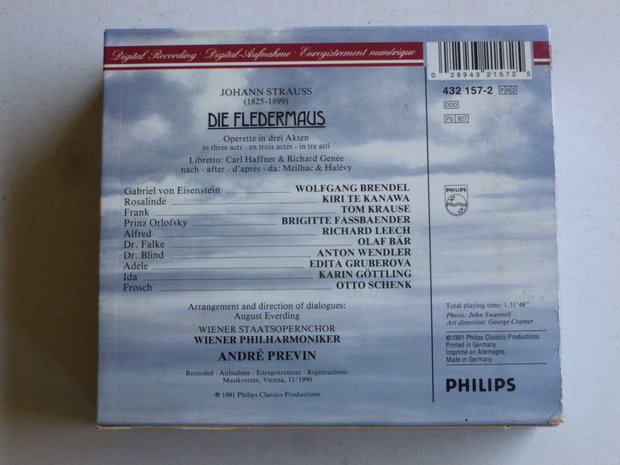 Digital Recording · Digital-Aufnahme · Enregistrement numérique
0 28943 21572 5
432 157-2
DDD
PG 927
JOHANN STRAUSS
(1825-1899)
DIE FLEDERMAUS
Operette in drei Akten
in three acts - en trois actes - in tre atti
Libretto: Carl Haffner & Richard Genée
nach - after - d'après - da: Meilhac & Halévy
Gabriel von Eisenstein WOLFGANG BRENDEL
Rosalinde KIRI TE KANAWA
Frank TOM KRAUSE
Prinz Orlofsky BRIGITTE FASSBAENDER
Alfred RICHARD LEECH
Dr. Falke OLAF BÄR
Dr. Blind ANTON WENDLER
Adele EDITA GRUBEROVA
Ida KARIN GÖTTLING
Frosch OTTO SCHENK
Arrangement and direction of dialogues:
August Everding
WIENER STAATSOPERNCHOR
WIENER PHILHARMONIKER
ANDRÉ PREVIN
Recorded · Aufnahme · Enregistrement · Registrazione:
Musikverein, Vienna, 11/1990
℗ 1991 Philips Classics Productions
PHILIPS
Total playing-time: 1.51'48"
Photo: John Swannell
Art direction: George Cramer
©1991 Philips Classics Productions
Printed in Germany
Imprimé en Allemagne
Made in Germany
PHILIPS